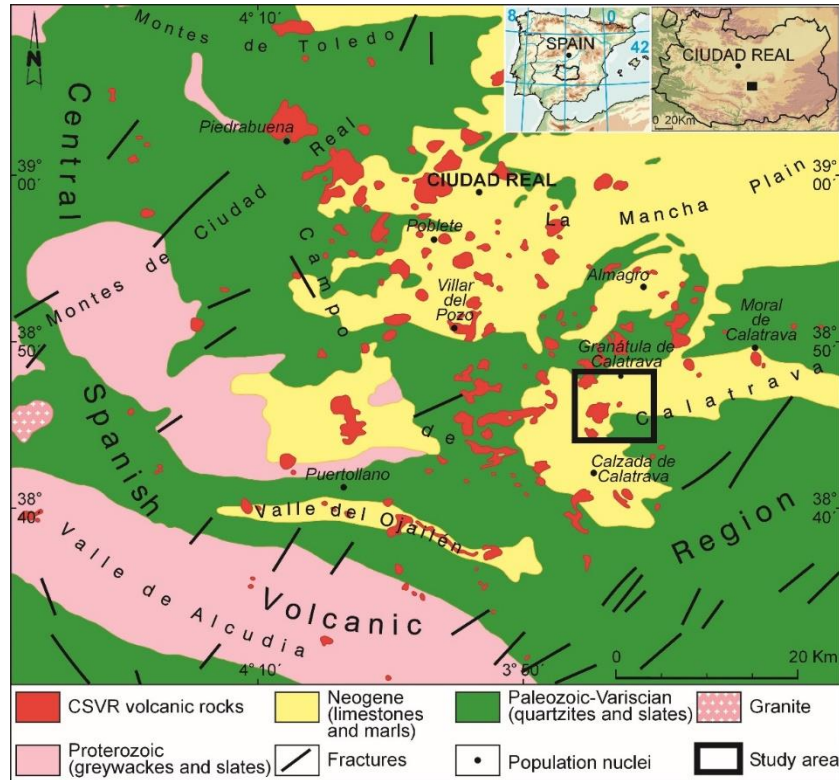 4° 10´
8
0
SPAIN
42
CIUDAD REAL
0 20Km
N
Montes de Toledo
Central
Piedrabuena
39°
00´
39°
00´
CIUDAD REAL
Montes de Ciudad Real
La Mancha Plain
Poblete
Campo
Villar
del
Pozo
Almagro
Moral
de
Calatrava
38°
50´
38°
50´
Granátula de
Calatrava
Calatrava
Spanish
de
Puertollano
Calzada de
Calatrava
38°
40´
38°
40´
Valle del Ojailén
Region
Valle de Alcudia
Volcanic
4° 10´
3° 50´
0 20 Km
CSVR volcanic rocks
Neogene
(limestones
and marls)
Paleozoic-Variscian
(quartzites and slates)
Granite
Proterozoic
(greywackes and slates)
Fractures
Population nuclei
Study area